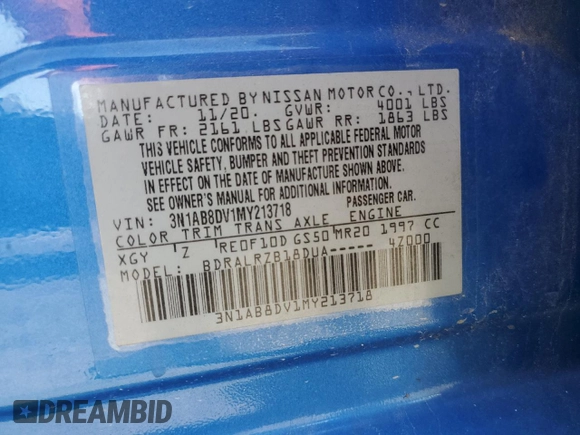 MANUFACTURED BY NISSAN MOTOR CO., LTD.
DATE: 11/20. GVWR: 4001 LBS
GAWR FR: 2161 LBS GAWR RR: 1863 LBS
THIS VEHICLE CONFORMS TO ALL APPLICABLE FEDERAL MOTOR
VEHICLE SAFETY, BUMPER AND THEFT PREVENTION STANDARDS
IN EFFECT ON THE DATE OF MANUFACTURE SHOWN ABOVE.
SEE OWNER'S MANUAL FOR ADDITIONAL INFORMATION.
VIN: 3N1AB8DV1MY213718 PASSENGER CAR.
COLOR TRIM TRANS AXLE ENGINE
XGY Z RE0F10D GS50 MR20 1997 CC
MODEL: BDRALRZB18DUA----- 4Z000
3N1AB8DV1MY213718
DREAMBID